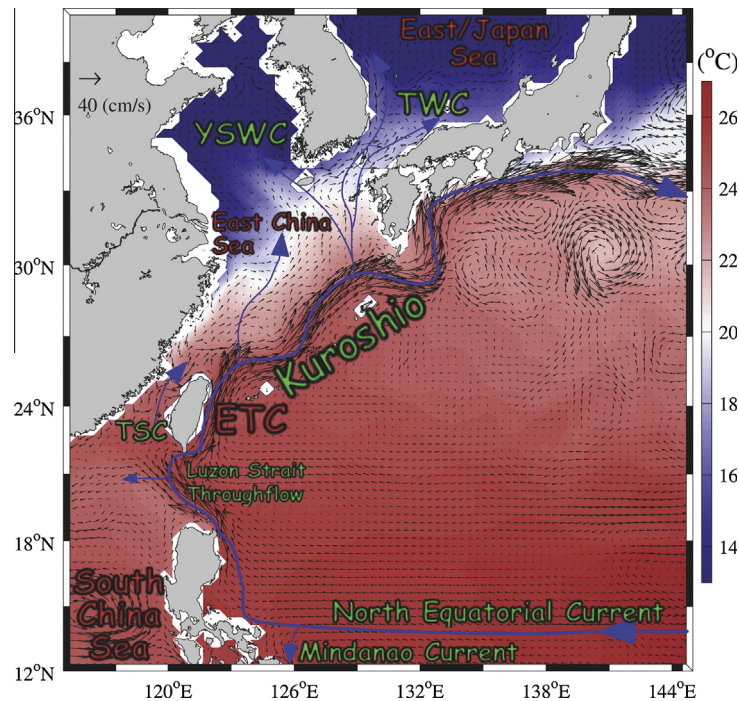 East/Japan
Sea
(°C)
40 (cm/s)
TWC
YSWC
36°N
26
24
East China
Sea
22
30°N
20
Kuroshio
18
24°N
ETC
TSC
16
Luzon Strait
Throughflow
18°N
14
South
China
Sea
North Equatorial Current
Mindanao Current
12°N
120°E
126°E
132°E
138°E
144°E